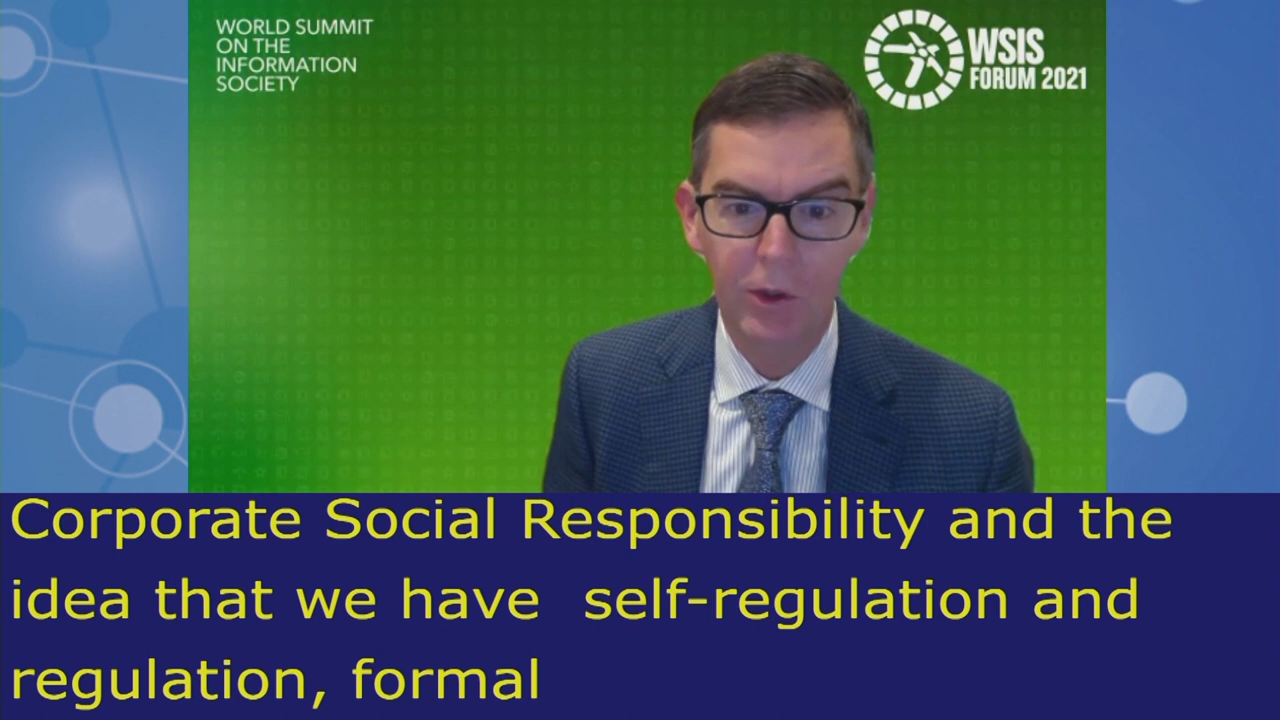 WORLD SUMMIT
ON THE
INFORMATION
SOCIETY
WSIS
FORUM 2021
Corporate Social Responsibility and the
idea that we have  self-regulation and
regulation, formal